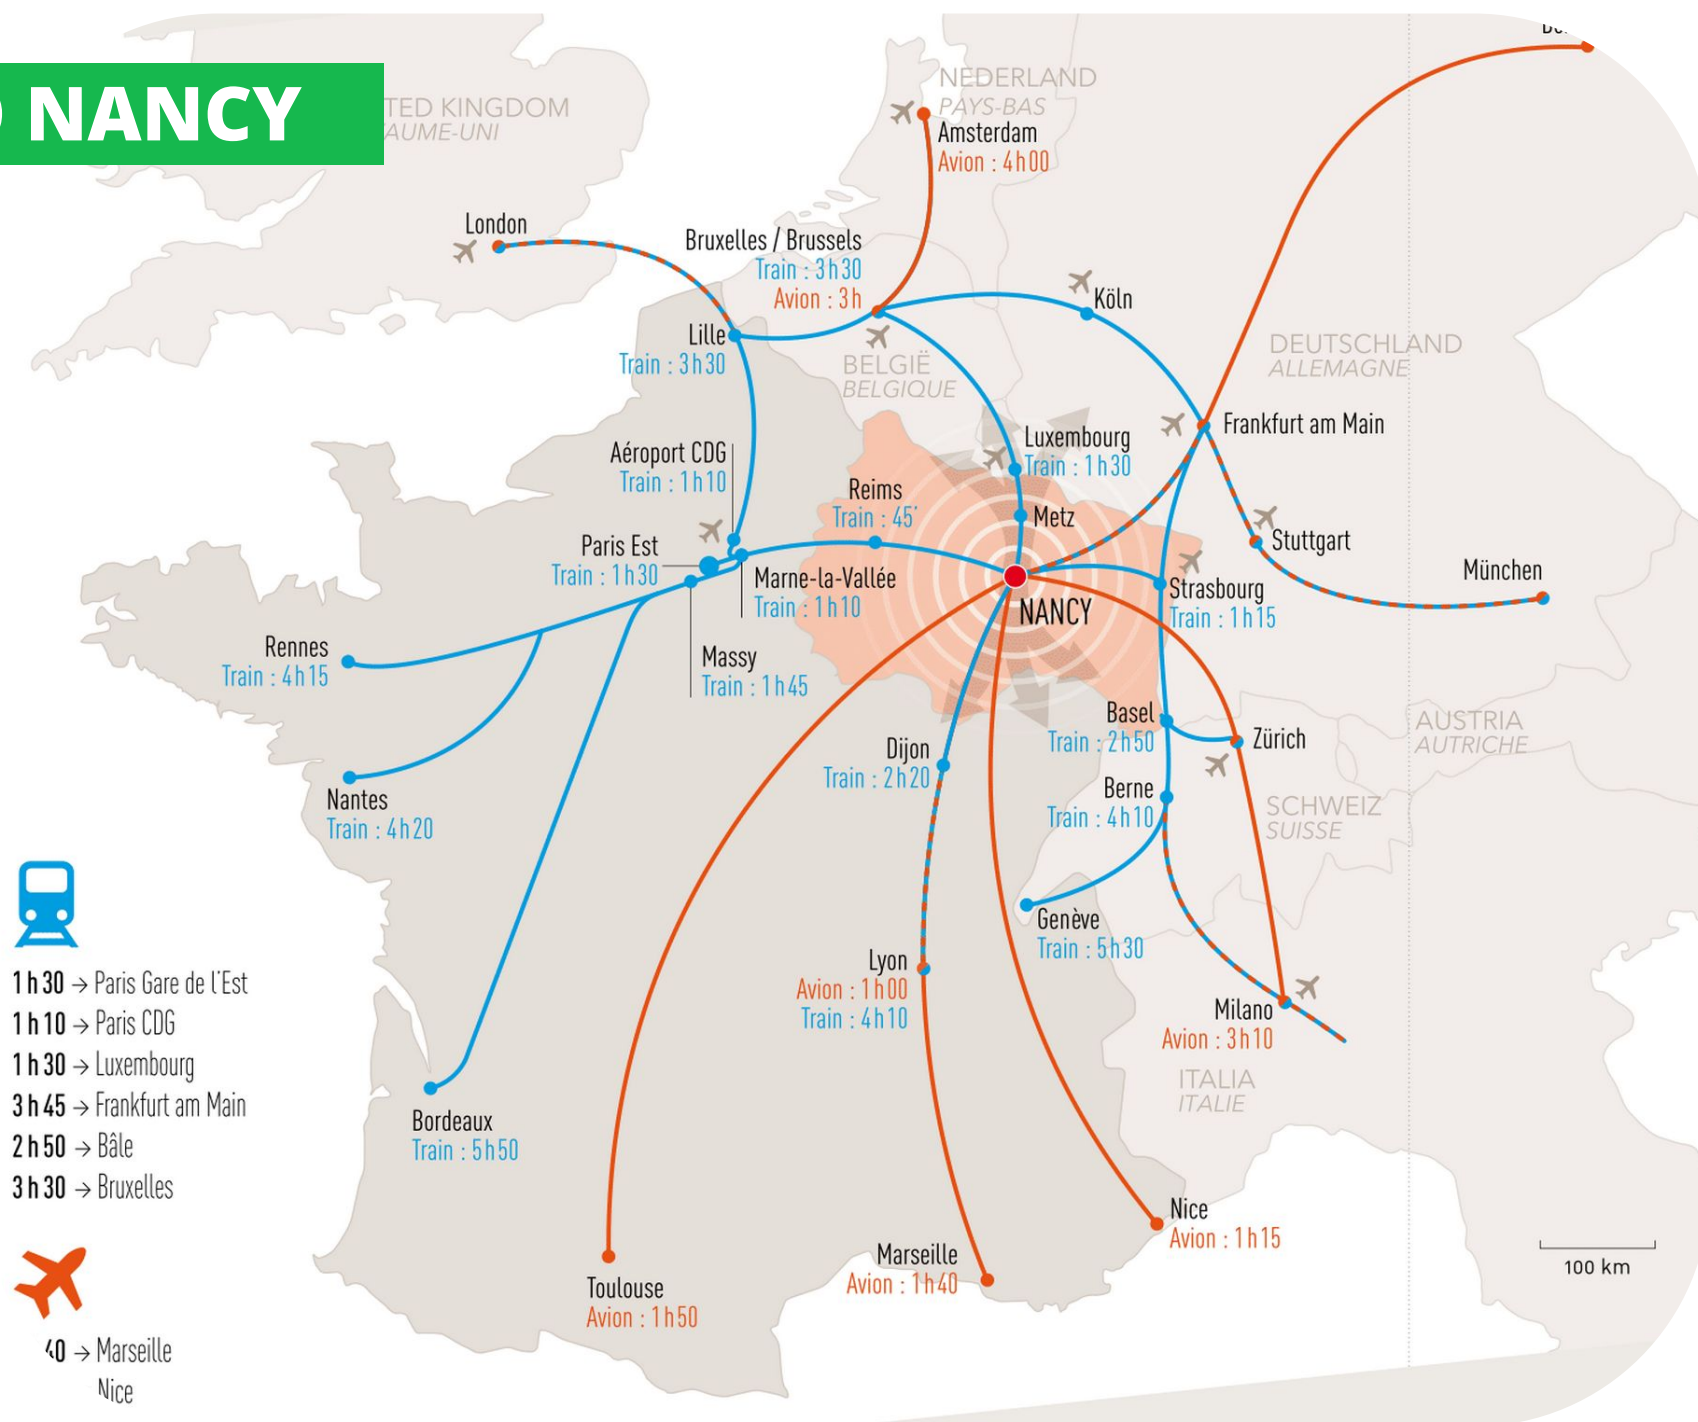 NANCY
TED KINGDOM
AUME-UNI
NEDERLAND
PAYS-BAS
Amsterdam
Avion : 4h00
London
Bruxelles / Brussels
Train : 3h30
Avion : 3h
Köln
Lille
Train : 3h30
BELGIË
BELGIQUE
DEUTSCHLAND
ALLEMAGNE
Frankfurt am Main
Luxembourg
Train : 1h30
Aéroport CDG
Train : 1h10
Reims
Train : 45'
Metz
Stuttgart
Paris Est
Train : 1h30
Marne-la-Vallée
Train : 1h10
NANCY
Strasbourg
Train : 1h15
München
Rennes
Train : 4h15
Massy
Train : 1h45
Basel
Train : 2h50
Zürich
AUSTRIA
AUTRICHE
Dijon
Train : 2h20
Nantes
Train : 4h20
Berne
Train : 4h10
SCHWEIZ
SUISSE
Genève
Train : 5h30
Lyon
Avion : 1h00
Train : 4h10
Milano
Avion : 3h10
ITALIA
ITALIE
Bordeaux
Train : 5h50
Nice
Avion : 1h15
Marseille
Avion : 1h40
Toulouse
Avion : 1h50
100 km
1h30 → Paris Gare de l'Est
1h10 → Paris CDG
1h30 → Luxembourg
3h45 → Frankfurt am Main
2h50 → Bâle
3h30 → Bruxelles
40 → Marseille
Nice